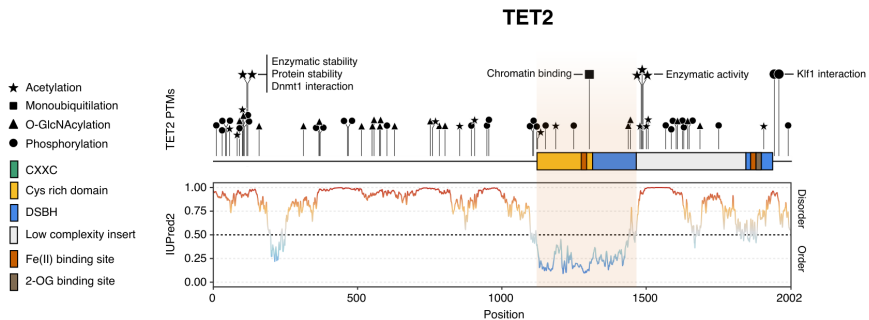 TET2
Enzymatic stability
Protein stability
Dnmt1 interaction
Chromatin binding
Enzymatic activity
Klf1 interaction
TET2 PTMs
Acetylation
Monoubiquitilation
O-GlcNAcylation
Phosphorylation
CXXC
Cys rich domain
DSBH
Low complexity insert
Fe(II) binding site
2-OG binding site
IUPred2
1.00
0.75
0.50
0.25
0.00
Disorder
Order
0
500
1000
1500
2002
Position